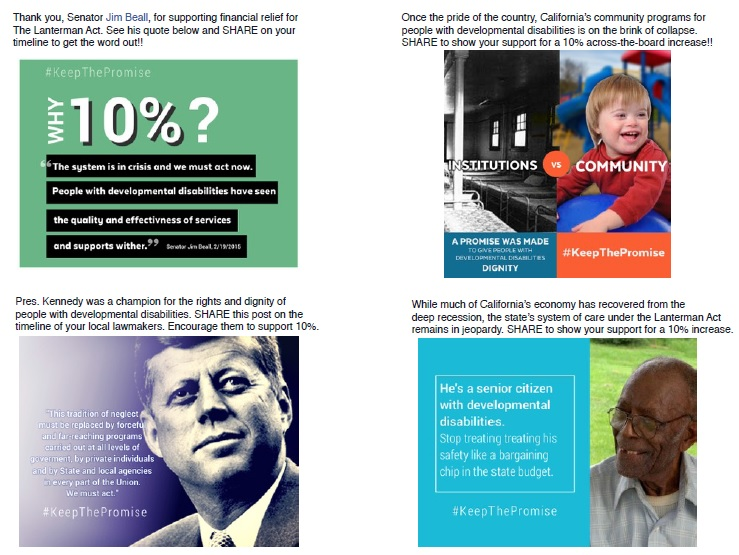 Thank you, Senator Jim Beall, for supporting financial relief for
The Lanterman Act. See his quote below and SHARE on your
timeline to get the word out!!
#KeepThePromise
WHY 10%?
“The system is in crisis and we must act now.
People with developmental disabilities have seen
the quality and effectivness of services
and supports wither.” Senator Jim Beall, 2/19/2015
Once the pride of the country, California’s community programs for
people with developmental disabilities is on the brink of collapse.
SHARE to show your support for a 10% across-the-board increase!!
INSTITUTIONS vs COMMUNITY
A PROMISE WAS MADE
TO GIVE PEOPLE WITH
DEVELOPMENTAL DISABILITIES
DIGNITY
#KeepThePromise
Pres. Kennedy was a champion for the rights and dignity of
people with developmental disabilities. SHARE this post on the
timeline of your local lawmakers. Encourage them to support 10%.
"This tradition of neglect
must be replaced by forceful
and far-reaching programs
carried out at all levels of
goverment, by private individuals
and by State and local agencies
in every part of the Union.
We must act."
#KeepThePromise
While much of California’s economy has recovered from the
deep recession, the state’s system of care under the Lanterman Act
remains in jeopardy. SHARE to show your support for a 10% increase.
He's a senior citizen
with developmental
disabilities.
Stop treating treating his
safety like a bargaining
chip in the state budget.
#KeepThePromise